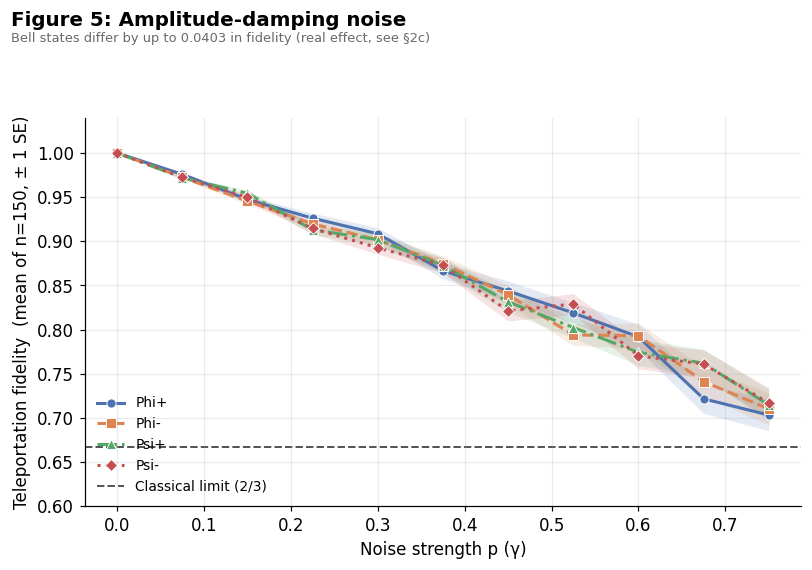 Figure 5: Amplitude-damping noise
Bell states differ by up to 0.0403 in fidelity (real effect, see §2c)
Teleportation fidelity (mean of n=150, ± 1 SE)
1.00
0.95
0.90
0.85
0.80
0.75
0.70
0.65
0.60
Phi+
Phi-
Psi+
Psi-
Classical limit (2/3)
0.0 0.1 0.2 0.3 0.4 0.5 0.6 0.7
Noise strength p (γ)